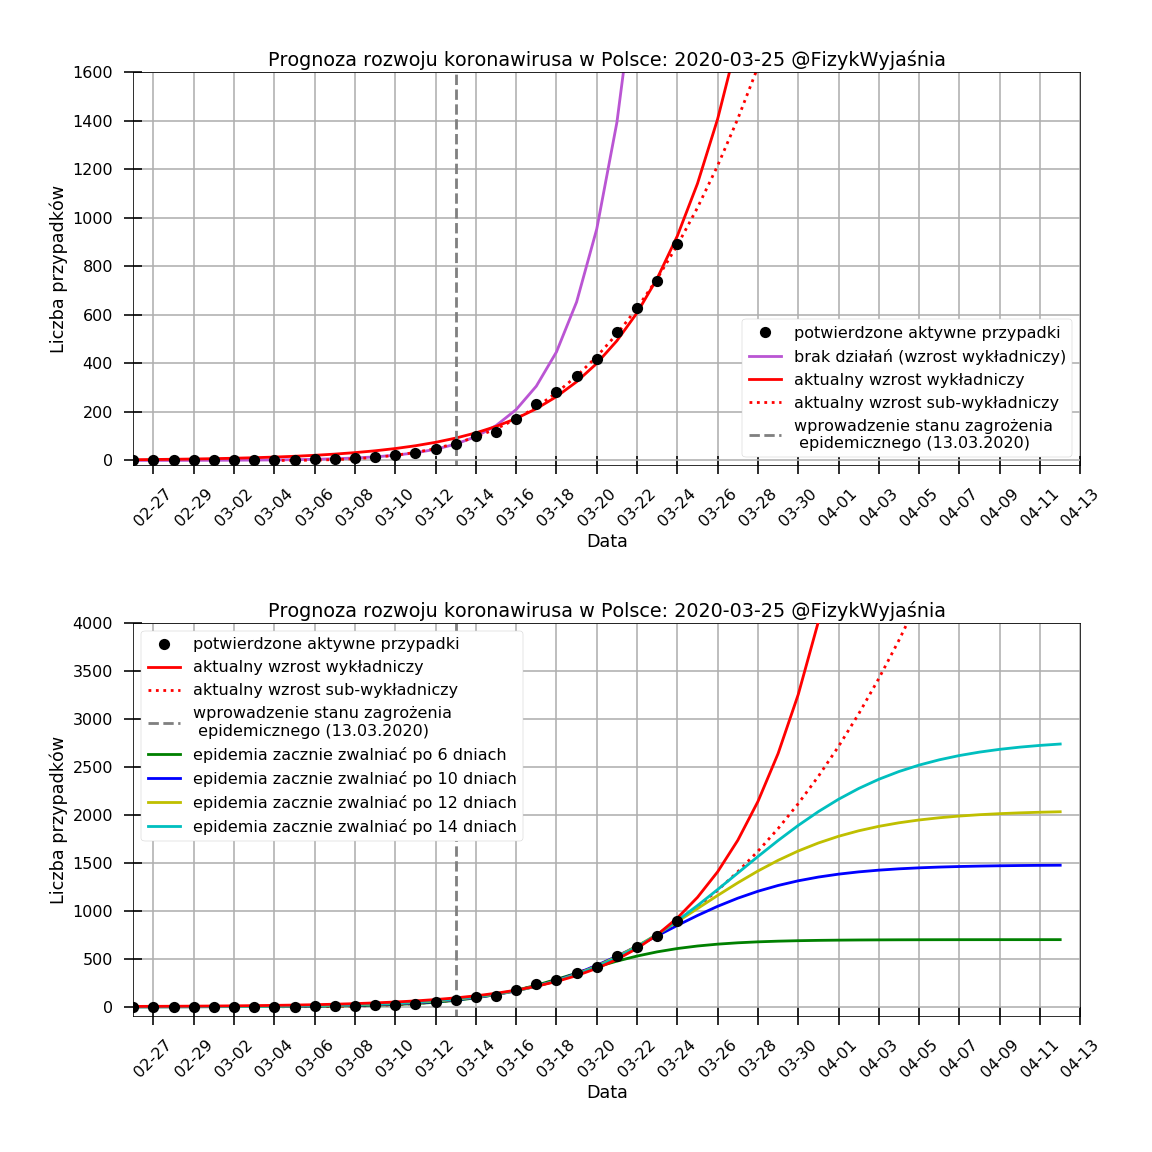 Prognoza rozwoju koronawirusa w Polsce: 2020-03-25 @FizykWyjaśnia
1600
1400
1200
1000
800
600
400
200
0
Liczba przypadków
potwierdzone aktywne przypadki
brak działań (wzrost wykładniczy)
aktualny wzrost wykładniczy
aktualny wzrost sub-wykładniczy
wprowadzenie stanu zagrożenia
epidemicznego (13.03.2020)
02-27 02-29 03-02 03-04 03-06 03-08 03-10 03-12 03-14 03-16 03-18 03-20 03-22 03-24 03-26 03-28 03-30 04-01 04-03 04-05 04-07 04-09 04-11 04-13
Data
Prognoza rozwoju koronawirusa w Polsce: 2020-03-25 @FizykWyjaśnia
4000
3500
3000
2500
2000
1500
1000
500
0
Liczba przypadków
potwierdzone aktywne przypadki
aktualny wzrost wykładniczy
aktualny wzrost sub-wykładniczy
wprowadzenie stanu zagrożenia
epidemicznego (13.03.2020)
epidemia zacznie zwalniać po 6 dniach
epidemia zacznie zwalniać po 10 dniach
epidemia zacznie zwalniać po 12 dniach
epidemia zacznie zwalniać po 14 dniach
02-27 02-29 03-02 03-04 03-06 03-08 03-10 03-12 03-14 03-16 03-18 03-20 03-22 03-24 03-26 03-28 03-30 04-01 04-03 04-05 04-07 04-09 04-11 04-13
Data